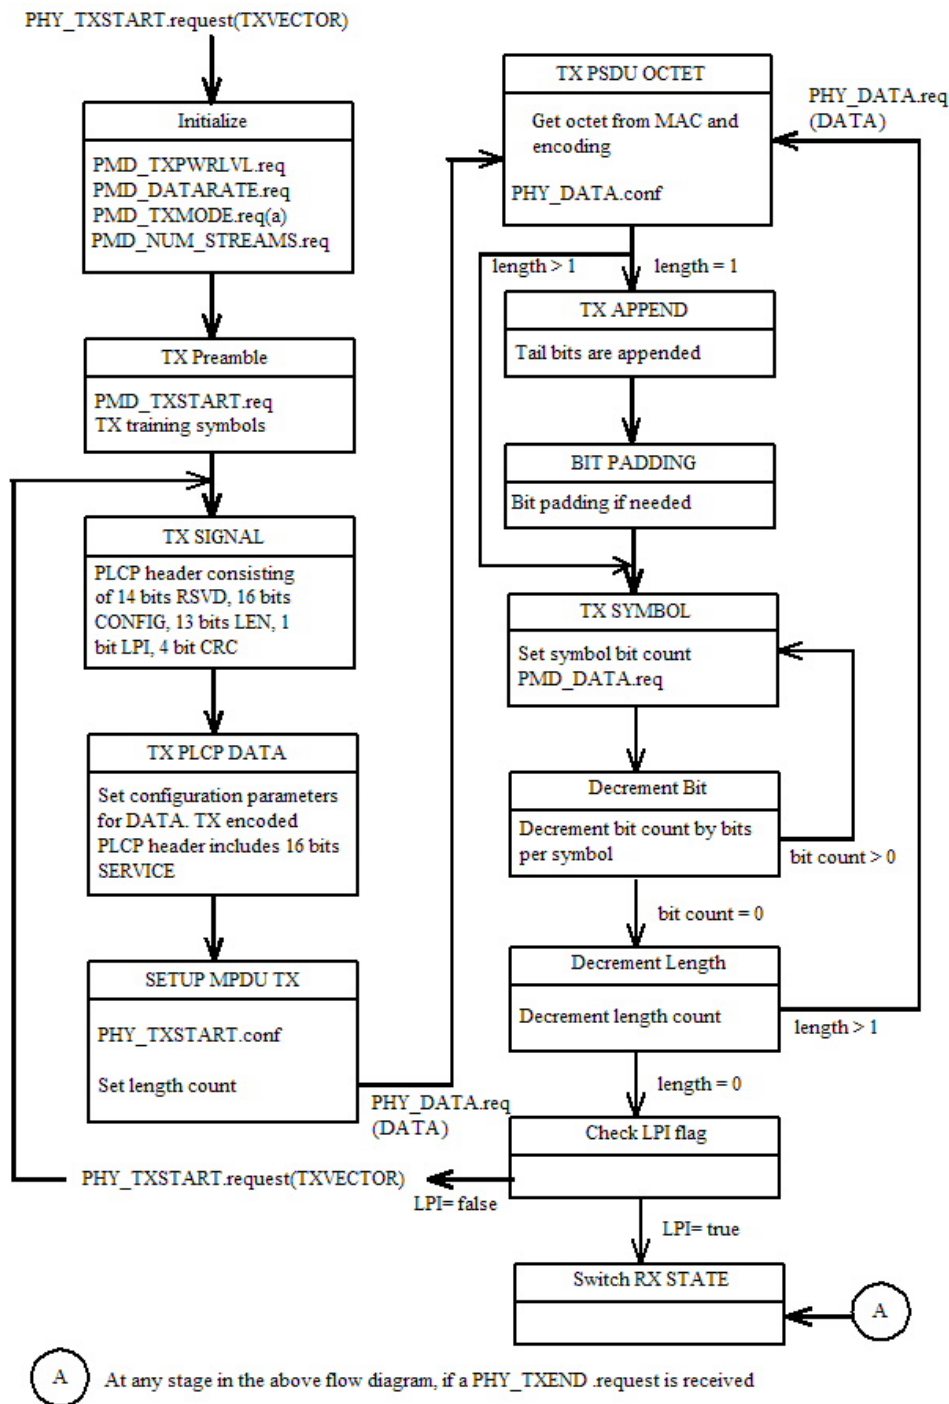 PHY_TXSTART.request(TXVECTOR)
Initialize
PMD_TXPWRLVL.req
PMD_DATARATE.req
PMD_TXMODE.req(a)
PMD_NUM_STREAMS.req
TX Preamble
PMD_TXSTART.req
TX training symbols
TX SIGNAL
PLCP header consisting
of 14 bits RSVD, 16 bits
CONFIG, 13 bits LEN, 1
bit LPI, 4 bit CRC
TX PLCP DATA
Set configuration parameters
for DATA. TX encoded
PLCP header includes 16 bits
SERVICE
SETUP MPDU TX
PHY_TXSTART.conf
Set length count
PHY_DATA.req
(DATA)
TX PSDU OCTET
Get octet from MAC and
encoding
PHY_DATA.conf
PHY_DATA.req
(DATA)
length > 1
length = 1
TX APPEND
Tail bits are appended
BIT PADDING
Bit padding if needed
TX SYMBOL
Set symbol bit count
PMD_DATA.req
Decrement Bit
Decrement bit count by bits
per symbol
bit count > 0
bit count = 0
Decrement Length
Decrement length count
length > 1
length = 0
Check LPI flag
PHY_TXSTART.request(TXVECTOR)
LPI= false
LPI= true
Switch RX STATE
A
A
At any stage in the above flow diagram, if a PHY_TXEND .request is received